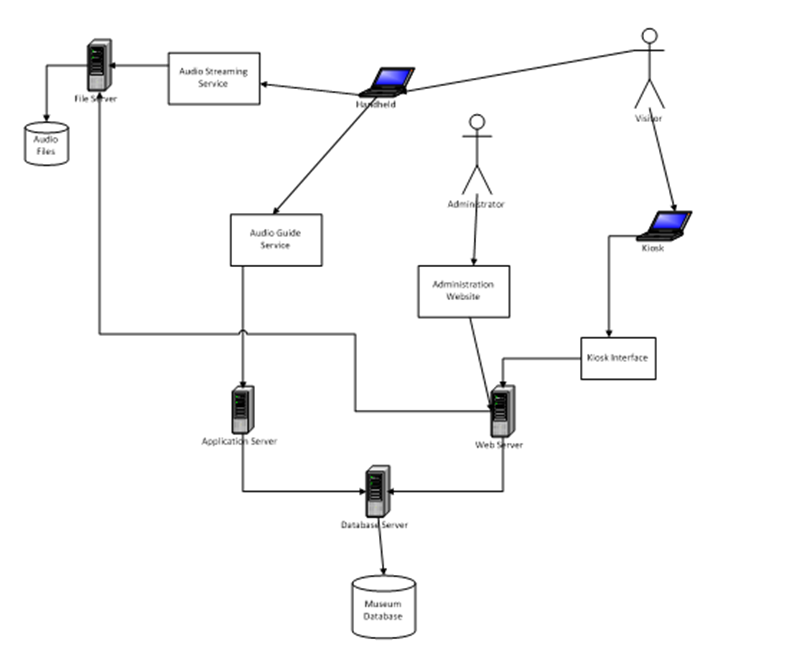 Audio Streaming
Service
File Server
Handheld
Visitor
Audio
Files
Administrator
Audio Guide
Service
Kiosk
Administration
Website
Kiosk Interface
Application Server
Web Server
Database Server
Museum
Database